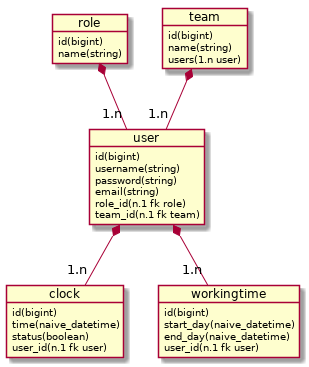 role
id(bigint)
name(string)
team
id(bigint)
name(string)
users(1.n user)
1.n
1.n
user
id(bigint)
username(string)
password(string)
email(string)
role_id(n.1 fk role)
team_id(n.1 fk team)
1.n
1.n
clock
id(bigint)
time(naive_datetime)
status(boolean)
user_id(n.1 fk user)
workingtime
id(bigint)
start_day(naive_datetime)
end_day(naive_datetime)
user_id(n.1 fk user)